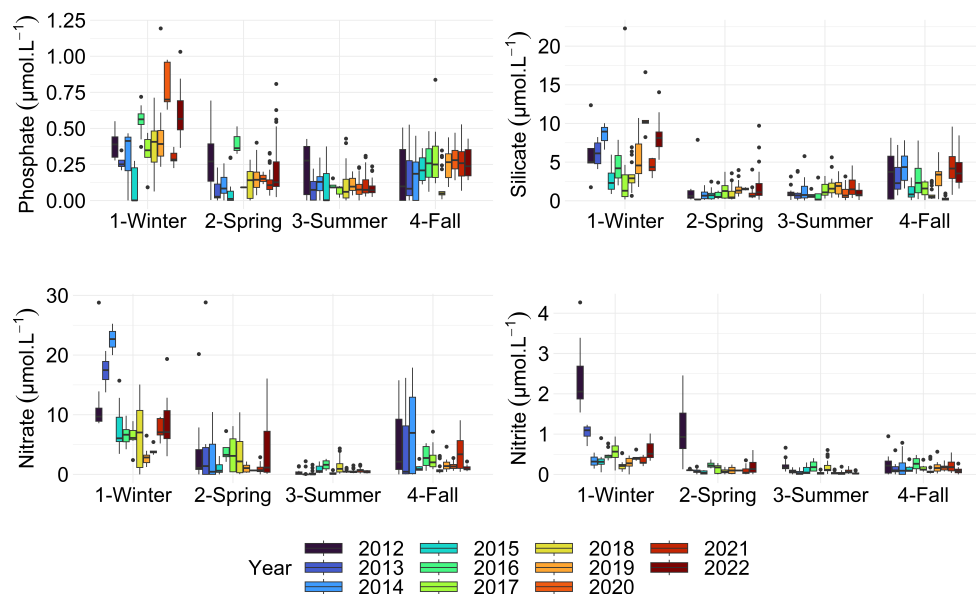 Phosphate (µmol.L⁻¹)
1.25
1.00
0.75
0.50
0.25
0.00
1-Winter 2-Spring 3-Summer 4-Fall
Silicate (µmol.L⁻¹)
20
15
10
5
0
1-Winter 2-Spring 3-Summer 4-Fall
Nitrate (µmol.L⁻¹)
30
20
10
0
1-Winter 2-Spring 3-Summer 4-Fall
Nitrite (µmol.L⁻¹)
4
3
2
1
0
1-Winter 2-Spring 3-Summer 4-Fall
Year
2012 2015 2018 2021
2013 2016 2019 2022
2014 2017 2020